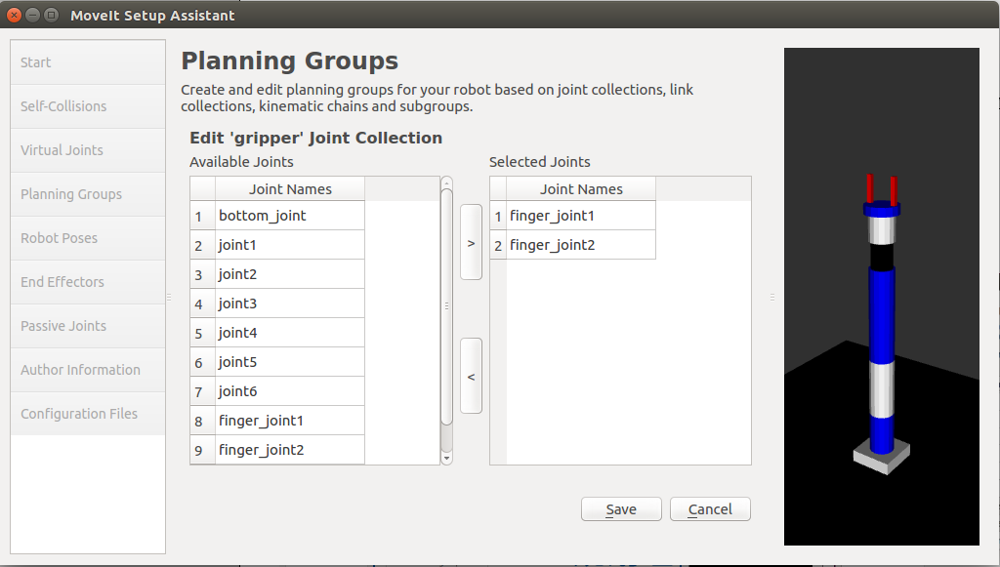 MoveIt Setup Assistant
Start
Self-Collisions
Virtual Joints
Planning Groups
Robot Poses
End Effectors
Passive Joints
Author Information
Configuration Files
Planning Groups
Create and edit planning groups for your robot based on joint collections, link
collections, kinematic chains and subgroups.
Edit 'gripper' Joint Collection
Available Joints
Joint Names
1 bottom_joint
2 joint1
3 joint2
4 joint3
5 joint4
6 joint5
7 joint6
8 finger_joint1
9 finger_joint2
>
<
Selected Joints
Joint Names
1 finger_joint1
2 finger_joint2
Save
Cancel